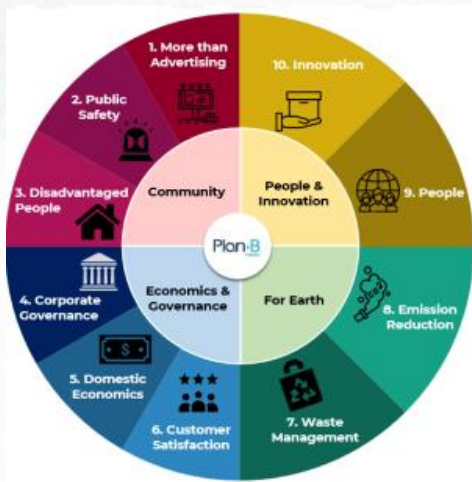 1. More than
Advertising
10. Innovation
2. Public
Safety
3. Disadvantaged
People
Community
People &
Innovation
9. People
Plan B
4. Corporate
Governance
Economics &
Governance
For Earth
8. Emission
Reduction
5. Domestic
Economics
$
6. Customer
Satisfaction
7. Waste
Management